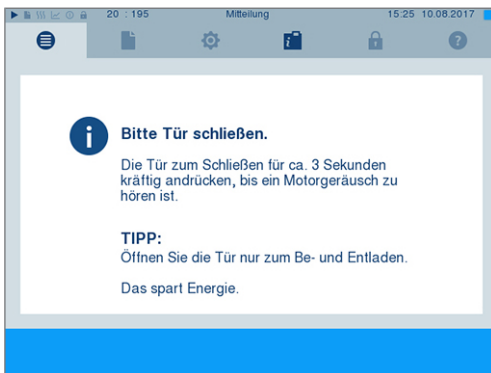 20 : 195 Mitteilung 15:25 10.08.2017
Bitte Tür schließen.
Die Tür zum Schließen für ca. 3 Sekunden
kräftig andrücken, bis ein Motorgeräusch zu
hören ist.
TIPP:
Öffnen Sie die Tür nur zum Be- und Entladen.
Das spart Energie.